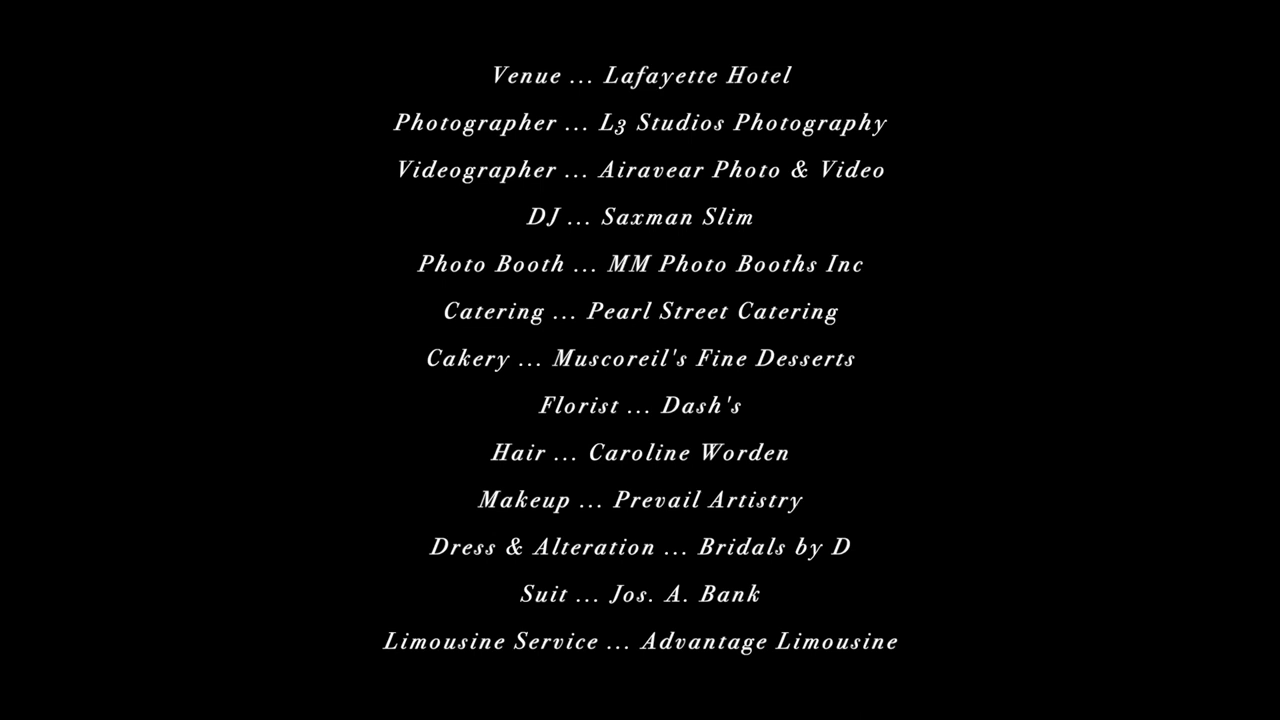 Venue ... Lafayette Hotel
Photographer ... L3 Studios Photography
Videographer ... Airavear Photo & Video
DJ ... Saxman Slim
Photo Booth ... MM Photo Booths Inc
Catering ... Pearl Street Catering
Cakery ... Muscoreil's Fine Desserts
Florist ... Dash's
Hair ... Caroline Worden
Makeup ... Prevail Artistry
Dress & Alteration ... Bridals by D
Suit ... Jos. A. Bank
Limousine Service ... Advantage Limousine